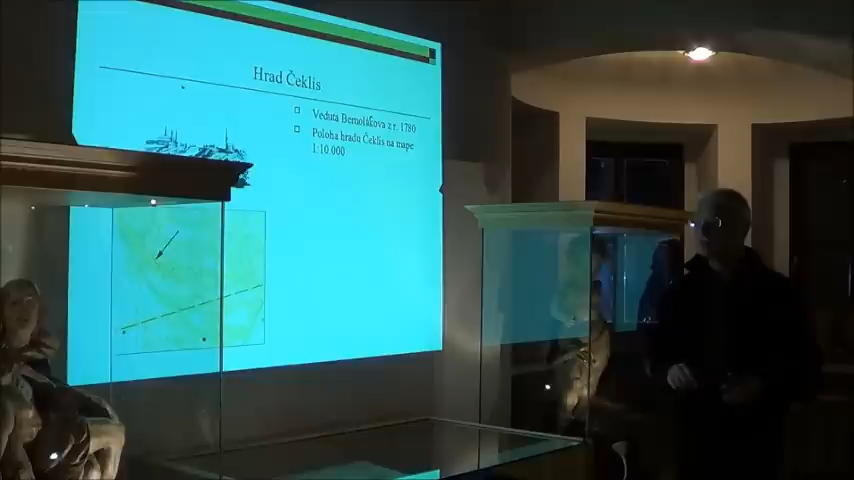 Hrad Čeklis
Veduta Bernolákova z r. 1780
Poloha hradu Čeklis na mape
1:10.000